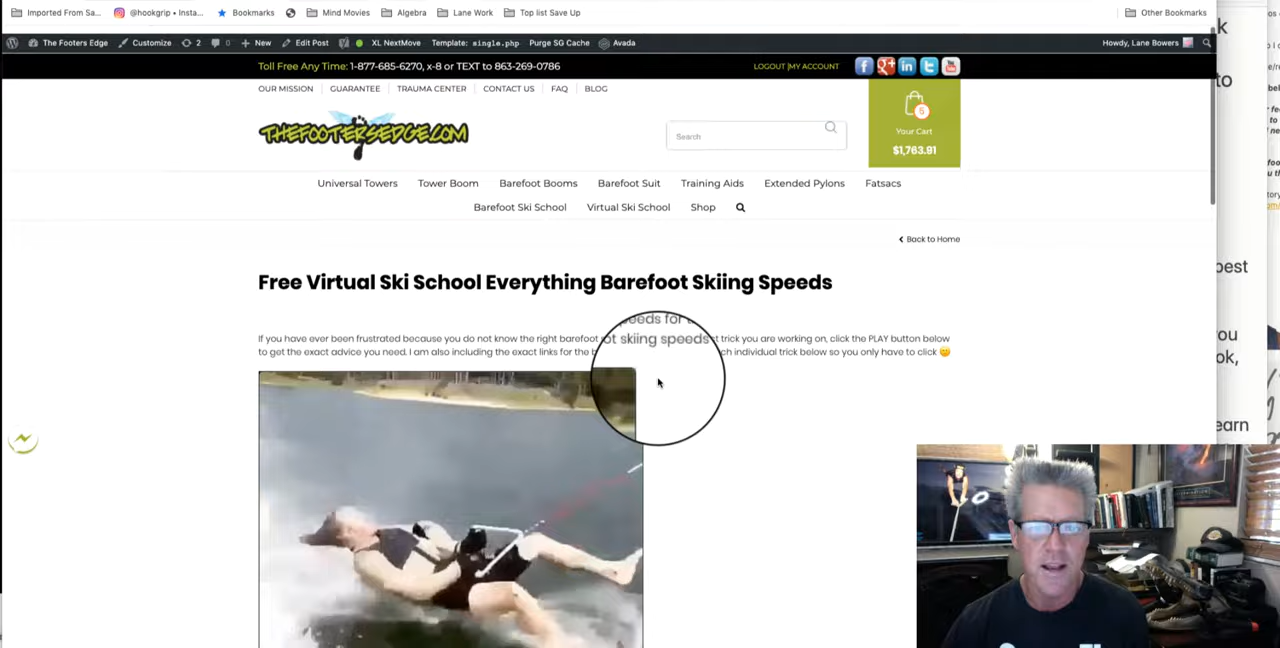 Imported From Sa... @hookgrip • Insta... Bookmarks Mind Movies Algebra Lane Work Top list Save Up Other Bookmarks
The Footers Edge Customize 2 0 New Edit Post XL NextMove Template: single.php Purge SG Cache Avada Howdy, Lane Bowers
Toll Free Any Time: 1-877-685-6270, x-8 or TEXT to 863-269-0786 LOGOUT |MY ACCOUNT
OUR MISSION GUARANTEE TRAUMA CENTER CONTACT US FAQ BLOG
THEFOOTERSEDGE.COM
Search
6
Your Cart
$1,763.91
Universal Towers Tower Boom Barefoot Booms Barefoot Suit Training Aids Extended Pylons Fatsacs
Barefoot Ski School Virtual Ski School Shop
Back to Home
Free Virtual Ski School Everything Barefoot Skiing Speeds
eeds for
If you have ever been frustrated because you do not know the right barefoot skiing speeds trick you are working on, click the PLAY button below
to get the exact advice you need. I am also including the exact links for the individual trick below so you only have to click
to
best
you
ok,
earn